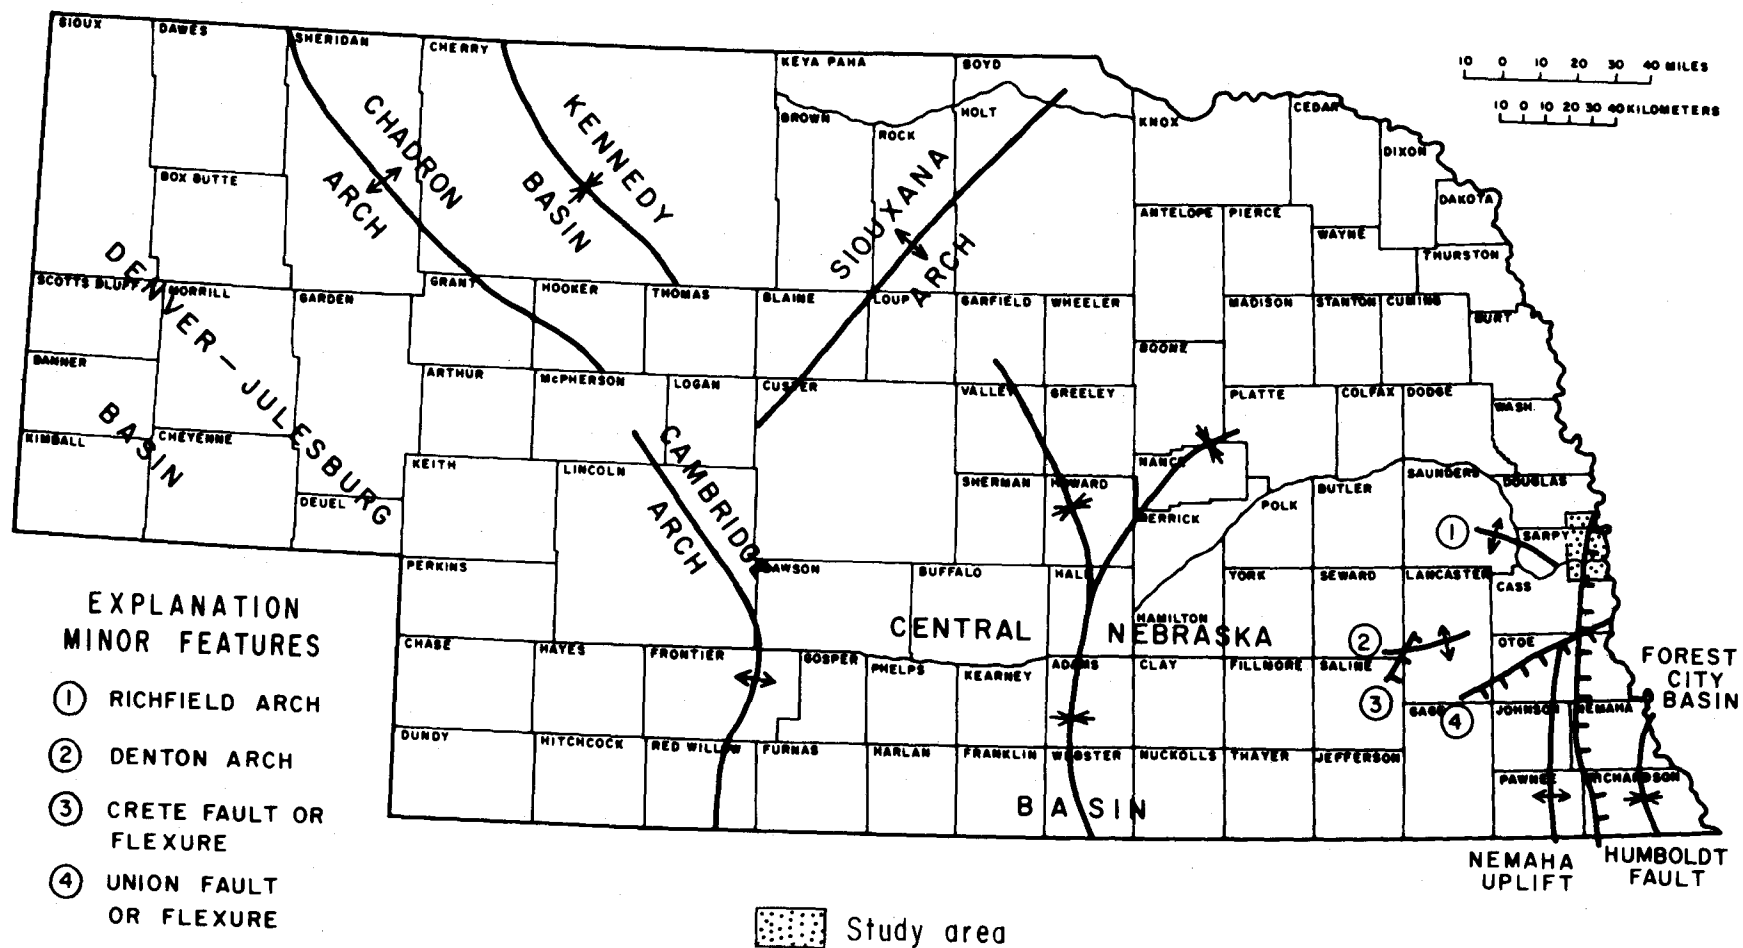 SIOUX
DAWES
SHERIDAN
CHERRY
KEYA PAHA
BOYD
10 0 10 20 30 40 MILES
10 0 10 20 30 40 KILOMETERS
BROWN
ROCK
HOLT
KNOX
CEDAR
DIXON
DAKOTA
BOX BUTTE
CHADRON
ARCH
KENNEDY
BASIN
SIOUXANA
ARCH
ANTELOPE
PIERCE
WAYNE
THURSTON
SCOTTS BLUFF
MORRILL
GARDEN
GRANT
HOOKER
THOMAS
BLAINE
LOUP
GARFIELD
WHEELER
MADISON
STANTON
CUMING
BURT
DENVER-JULESBURG
BASIN
BANNER
ARTHUR
McPHERSON
LOGAN
CUSTER
VALLEY
GREELEY
BOONE
PLATTE
COLFAX
DODGE
WASH.
KIMBALL
CHEYENNE
KEITH
LINCOLN
CAMBRIDGE
ARCH
SHERMAN
HOWARD
NANCE
MERRICK
POLK
BUTLER
SAUNDERS
DOUGLAS
DEUEL
1
SARPY
PERKINS
DAWSON
BUFFALO
HALL
HAMILTON
YORK
SEWARD
LANCASTER
CASS
CENTRAL NEBRASKA
BASIN
2
OTOE
CHASE
HAYES
FRONTIER
GOSPER
PHELPS
KEARNEY
ADAMS
CLAY
FILLMORE
SALINE
3
GAGE
4
JOHNSON
NEMAHA
FOREST
CITY
BASIN
DUNDY
HITCHCOCK
RED WILLOW
FURNAS
HARLAN
FRANKLIN
WEBSTER
NUCKOLLS
THAYER
JEFFERSON
PAWNEE
RICHARDSON
NEMAHA
UPLIFT
HUMBOLDT
FAULT
EXPLANATION
MINOR FEATURES
1 RICHFIELD ARCH
2 DENTON ARCH
3 CRETE FAULT OR
FLEXURE
4 UNION FAULT
OR FLEXURE
Study area